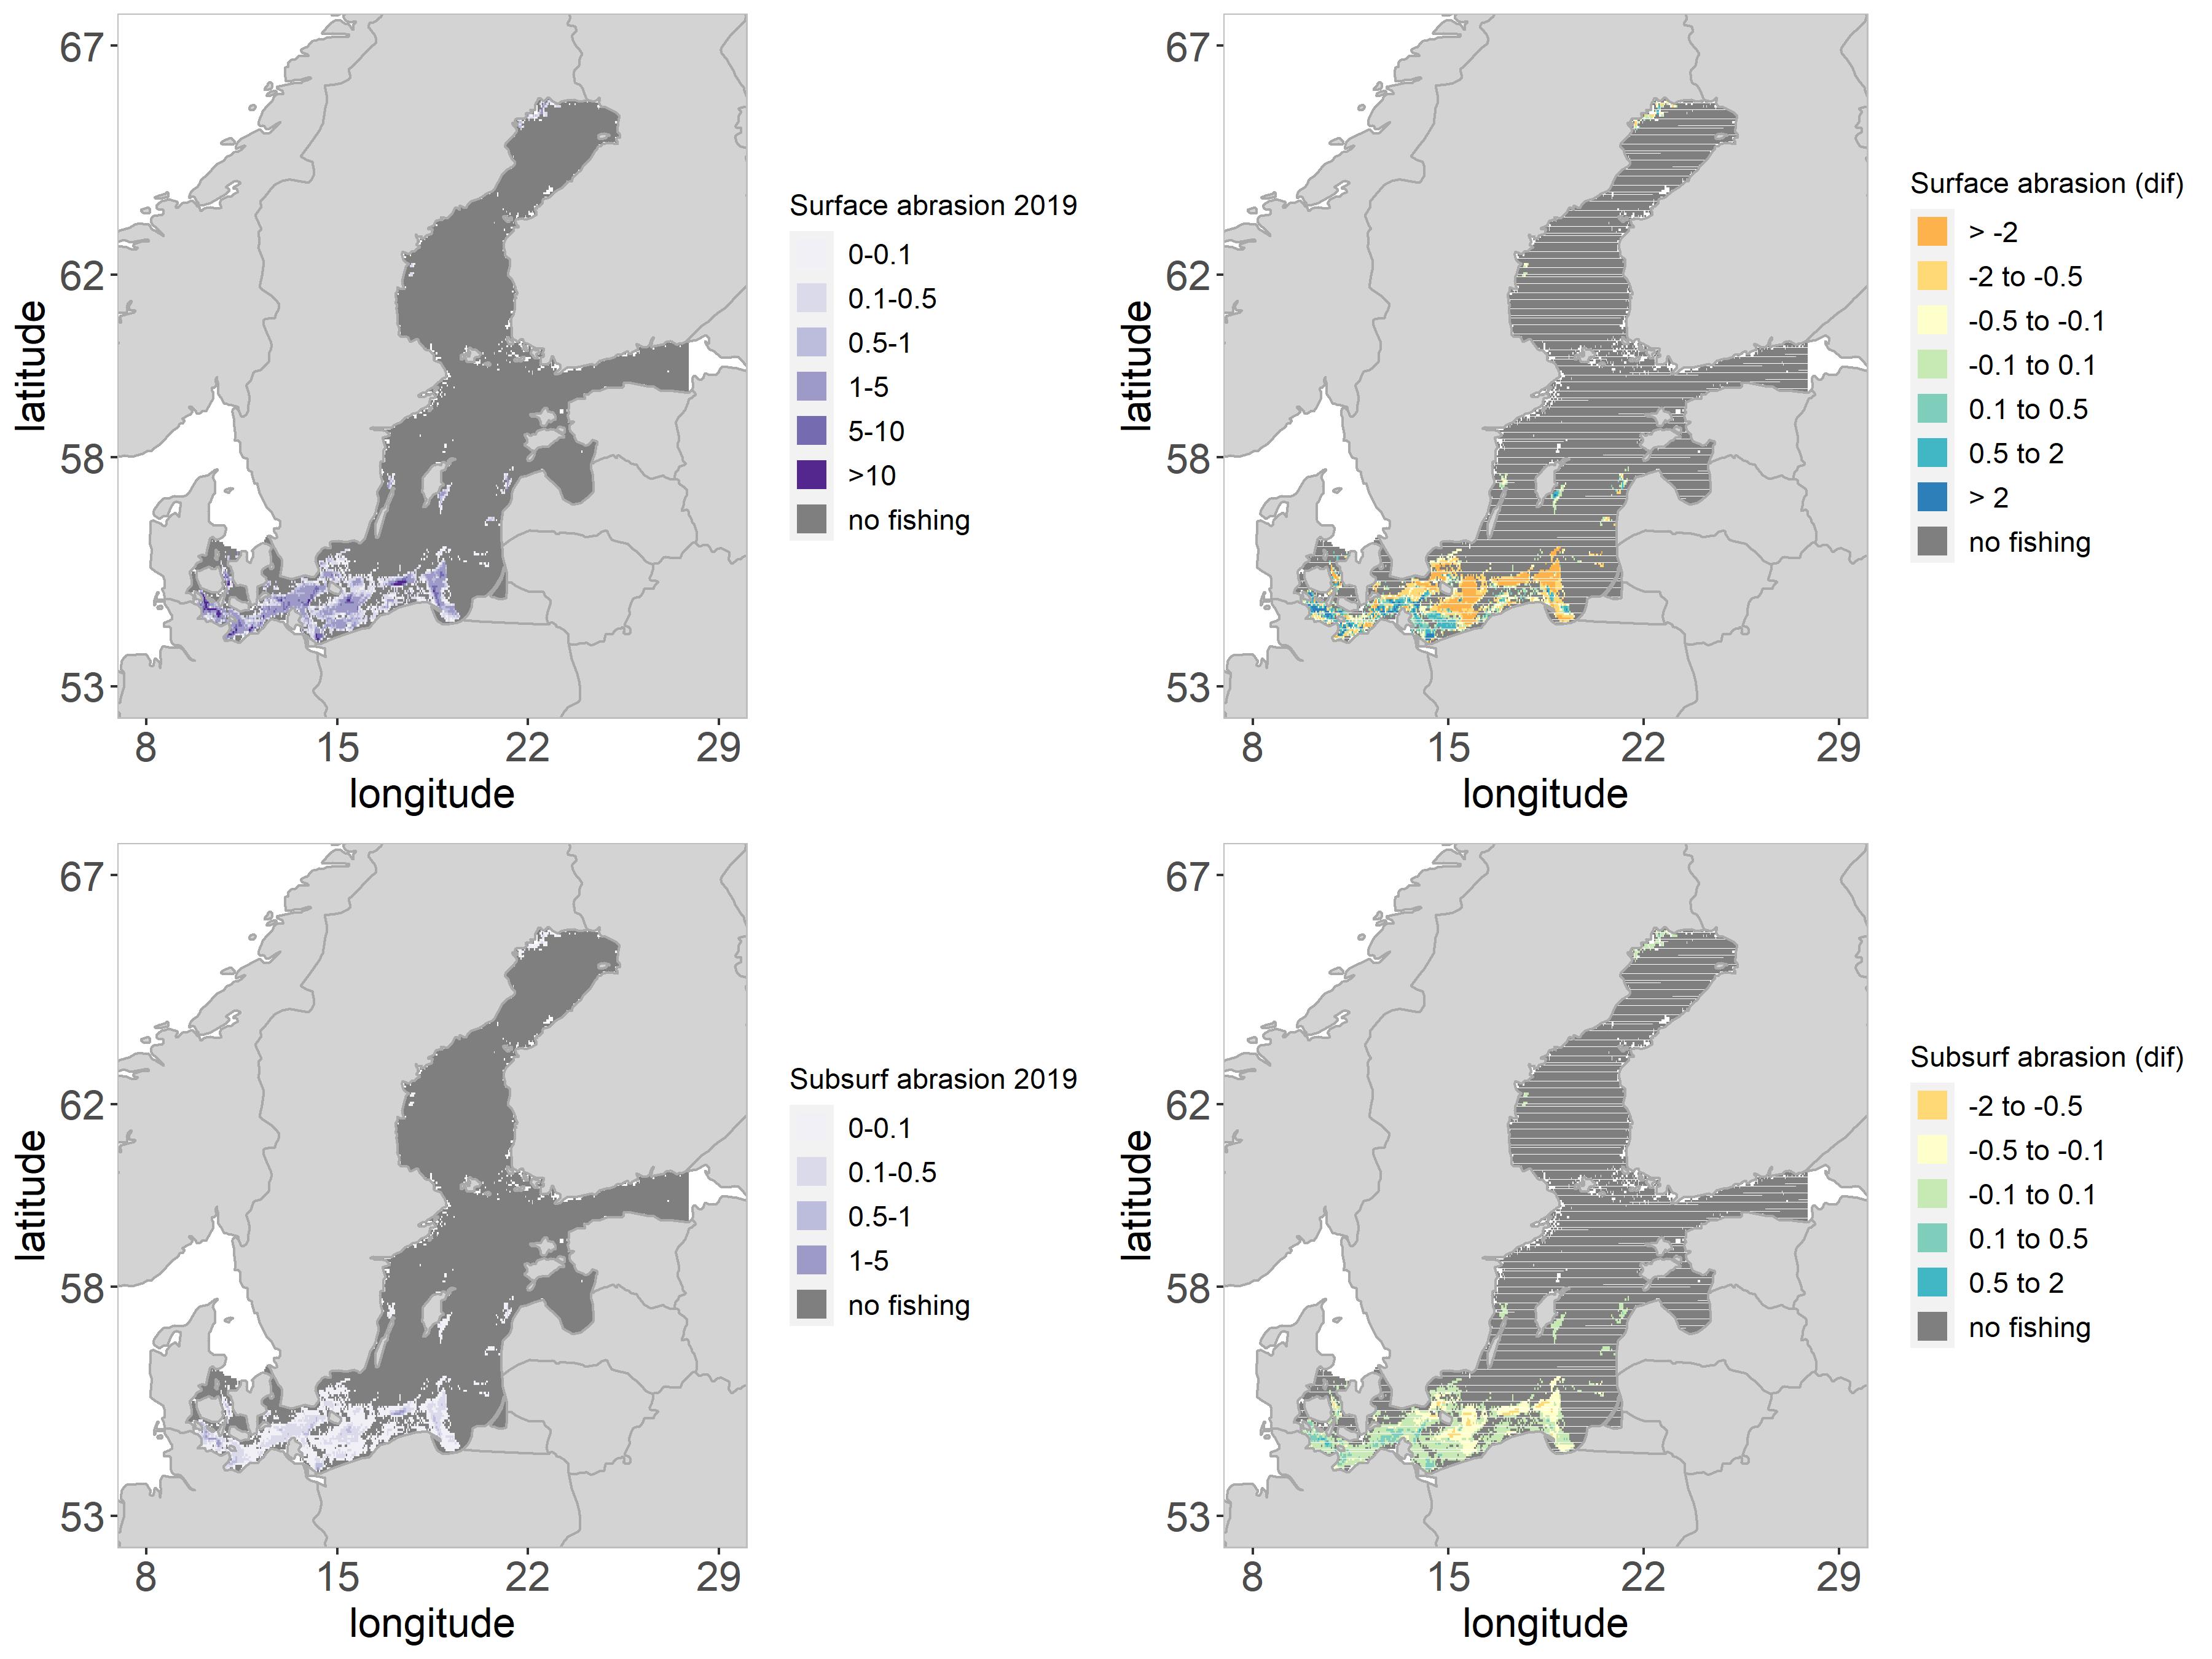 67
62
58
53
latitude
8 15 22 29
longitude
Surface abrasion 2019
0-0.1
0.1-0.5
0.5-1
1-5
5-10
>10
no fishing
67
62
58
53
latitude
8 15 22 29
longitude
Surface abrasion (dif)
> -2
-2 to -0.5
-0.5 to -0.1
-0.1 to 0.1
0.1 to 0.5
0.5 to 2
> 2
no fishing
67
62
58
53
latitude
8 15 22 29
longitude
Subsurf abrasion 2019
0-0.1
0.1-0.5
0.5-1
1-5
no fishing
67
62
58
53
latitude
8 15 22 29
longitude
Subsurf abrasion (dif)
-2 to -0.5
-0.5 to -0.1
-0.1 to 0.1
0.1 to 0.5
0.5 to 2
no fishing